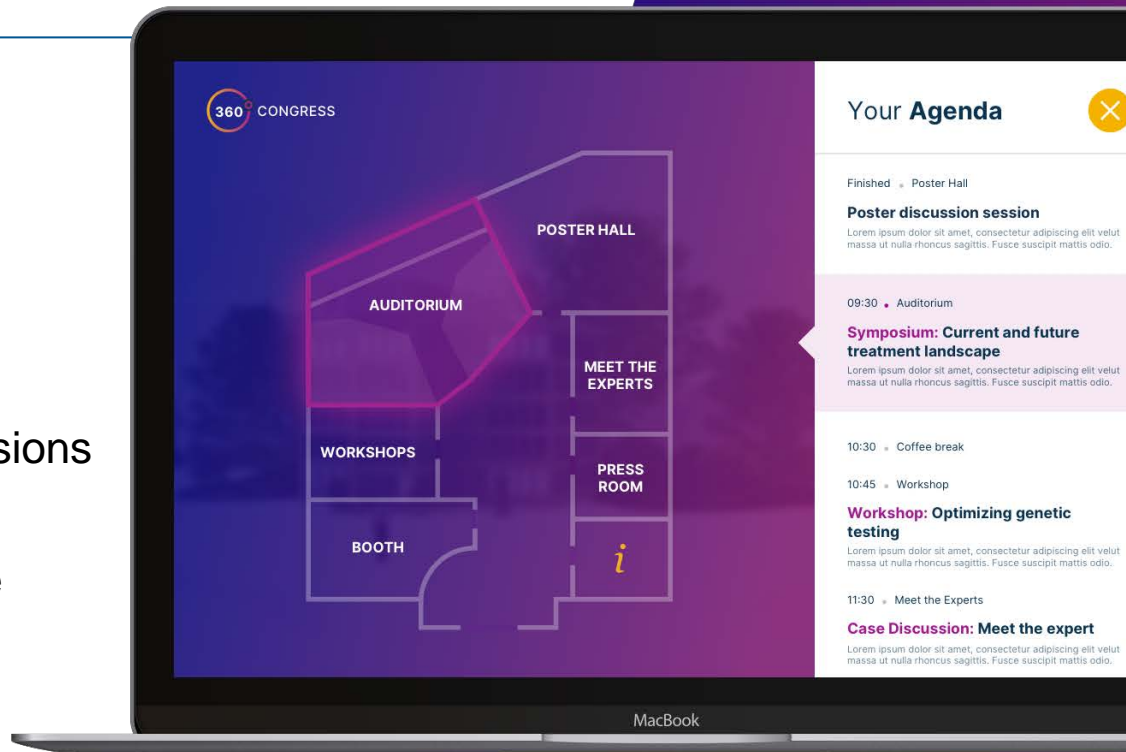 sions
360° CONGRESS
POSTER HALL
AUDITORIUM
MEET THE
EXPERTS
WORKSHOPS
PRESS
ROOM
BOOTH
i
Your Agenda
Finished • Poster Hall
Poster discussion session
Lorem ipsum dolor sit amet, consectetur adipiscing elit velut
massa ut nulla rhoncus sagittis. Fusce suscipit mattis odio.
09:30 • Auditorium
Symposium: Current and future
treatment landscape
Lorem ipsum dolor sit amet, consectetur adipiscing elit velut
massa ut nulla rhoncus sagittis. Fusce suscipit mattis odio.
10:30 • Coffee break
10:45 • Workshop
Workshop: Optimizing genetic
testing
Lorem ipsum dolor sit amet, consectetur adipiscing elit velut
massa ut nulla rhoncus sagittis. Fusce suscipit mattis odio.
11:30 • Meet the Experts
Case Discussion: Meet the expert
Lorem ipsum dolor sit amet, consectetur adipiscing elit velut
massa ut nulla rhoncus sagittis. Fusce suscipit mattis odio.
MacBook